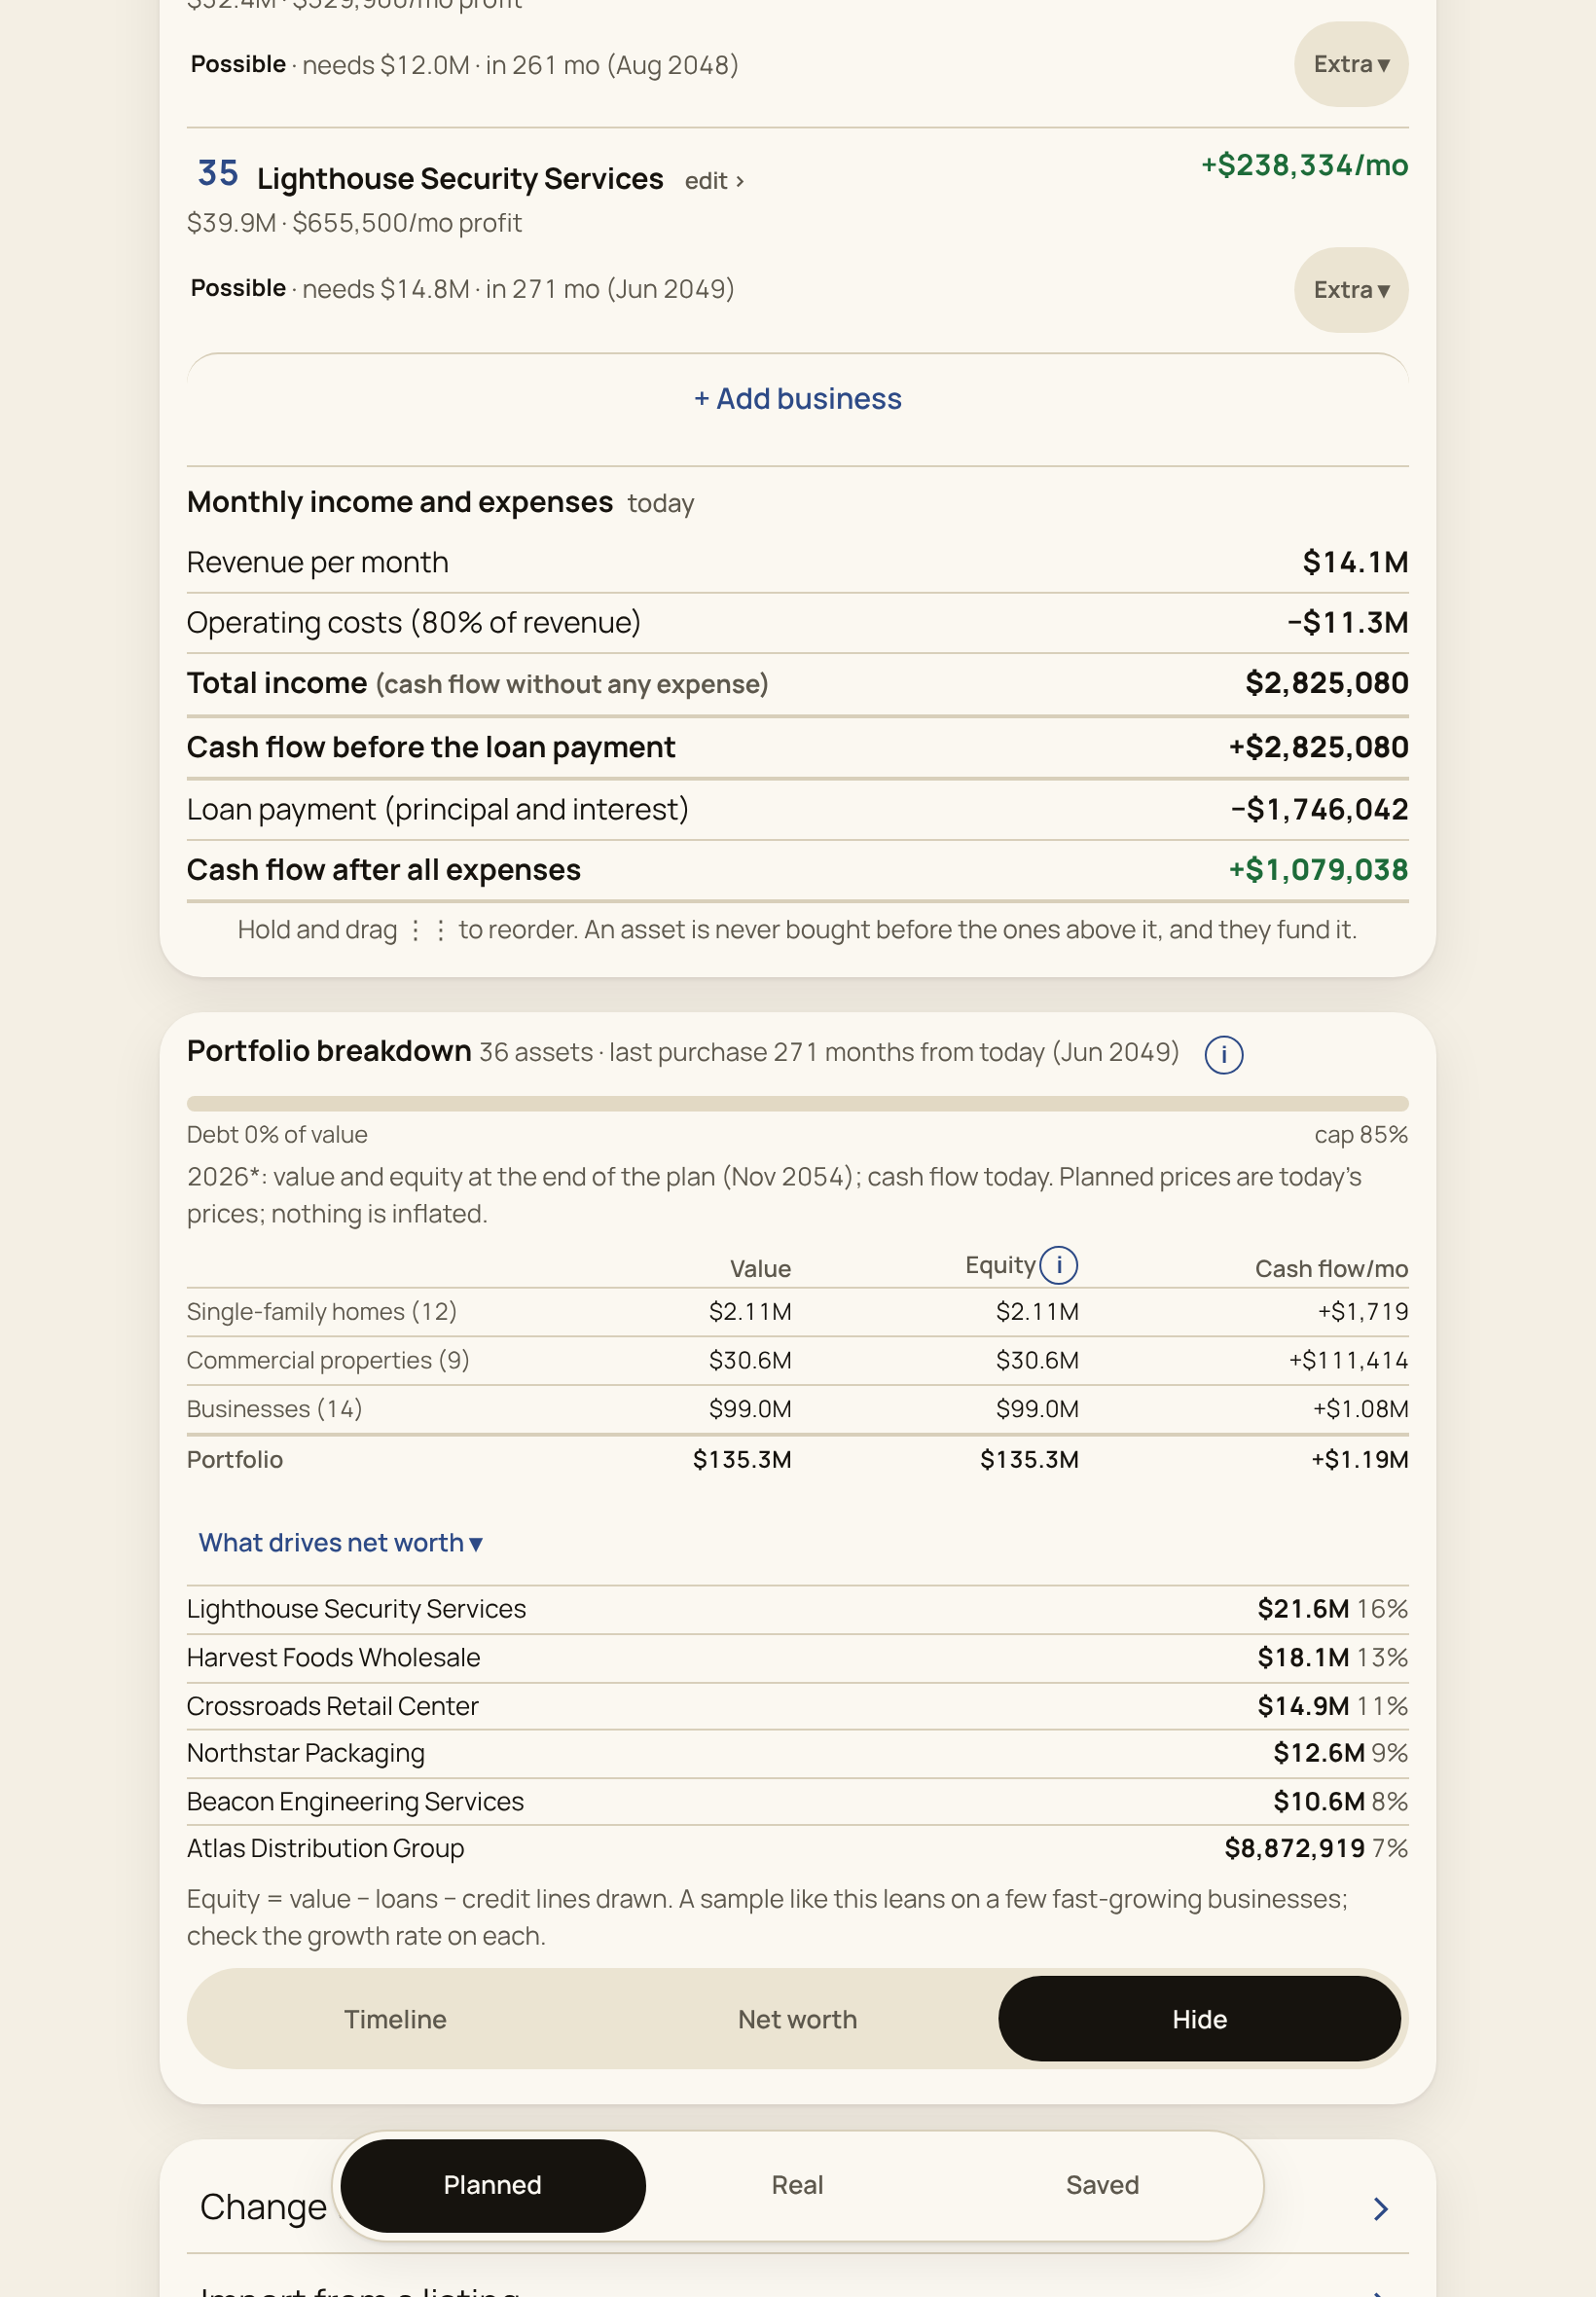 $32.4M · $329,900/mo profit
Possible · needs $12.0M · in 261 mo (Aug 2048)
Extra ▾
35 Lighthouse Security Services edit ›
+$238,334/mo
$39.9M · $655,500/mo profit
Possible · needs $14.8M · in 271 mo (Jun 2049)
Extra ▾
+ Add business
Monthly income and expenses today
Revenue per month $14.1M
Operating costs (80% of revenue) −$11.3M
Total income (cash flow without any expense) $2,825,080
Cash flow before the loan payment +$2,825,080
Loan payment (principal and interest) −$1,746,042
Cash flow after all expenses +$1,079,038
Hold and drag ⋮⋮ to reorder. An asset is never bought before the ones above it, and they fund it.
Portfolio breakdown 36 assets · last purchase 271 months from today (Jun 2049) i
Debt 0% of value cap 85%
2026*: value and equity at the end of the plan (Nov 2054); cash flow today. Planned prices are today’s
prices; nothing is inflated.
Value Equity i Cash flow/mo
Single-family homes (12) $2.11M $2.11M +$1,719
Commercial properties (9) $30.6M $30.6M +$111,414
Businesses (14) $99.0M $99.0M +$1.08M
Portfolio $135.3M $135.3M +$1.19M
What drives net worth ▾
Lighthouse Security Services $21.6M 16%
Harvest Foods Wholesale $18.1M 13%
Crossroads Retail Center $14.9M 11%
Northstar Packaging $12.6M 9%
Beacon Engineering Services $10.6M 8%
Atlas Distribution Group $8,872,919 7%
Equity = value − loans − credit lines drawn. A sample like this leans on a few fast-growing businesses;
check the growth rate on each.
Timeline Net worth Hide
Planned Real Saved
Change
Import from a listing